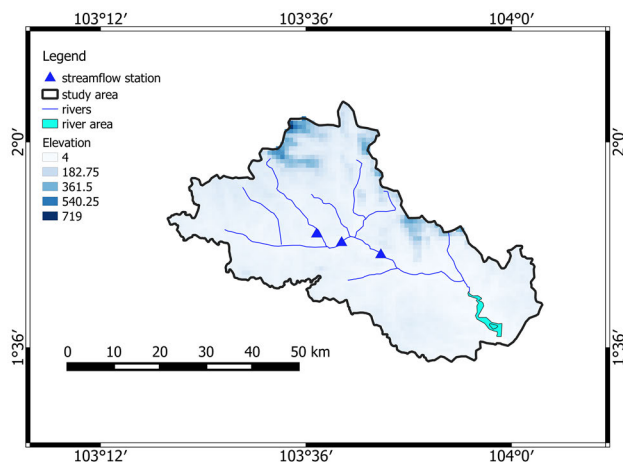 103°12′ 103°36′ 104°0′
Legend
streamflow station
study area
rivers
river area
Elevation
4
182.75
361.5
540.25
719
2°0′ 2°0′
1°36′ 1°36′
0 10 20 30 40 50 km
103°12′ 103°36′ 104°0′